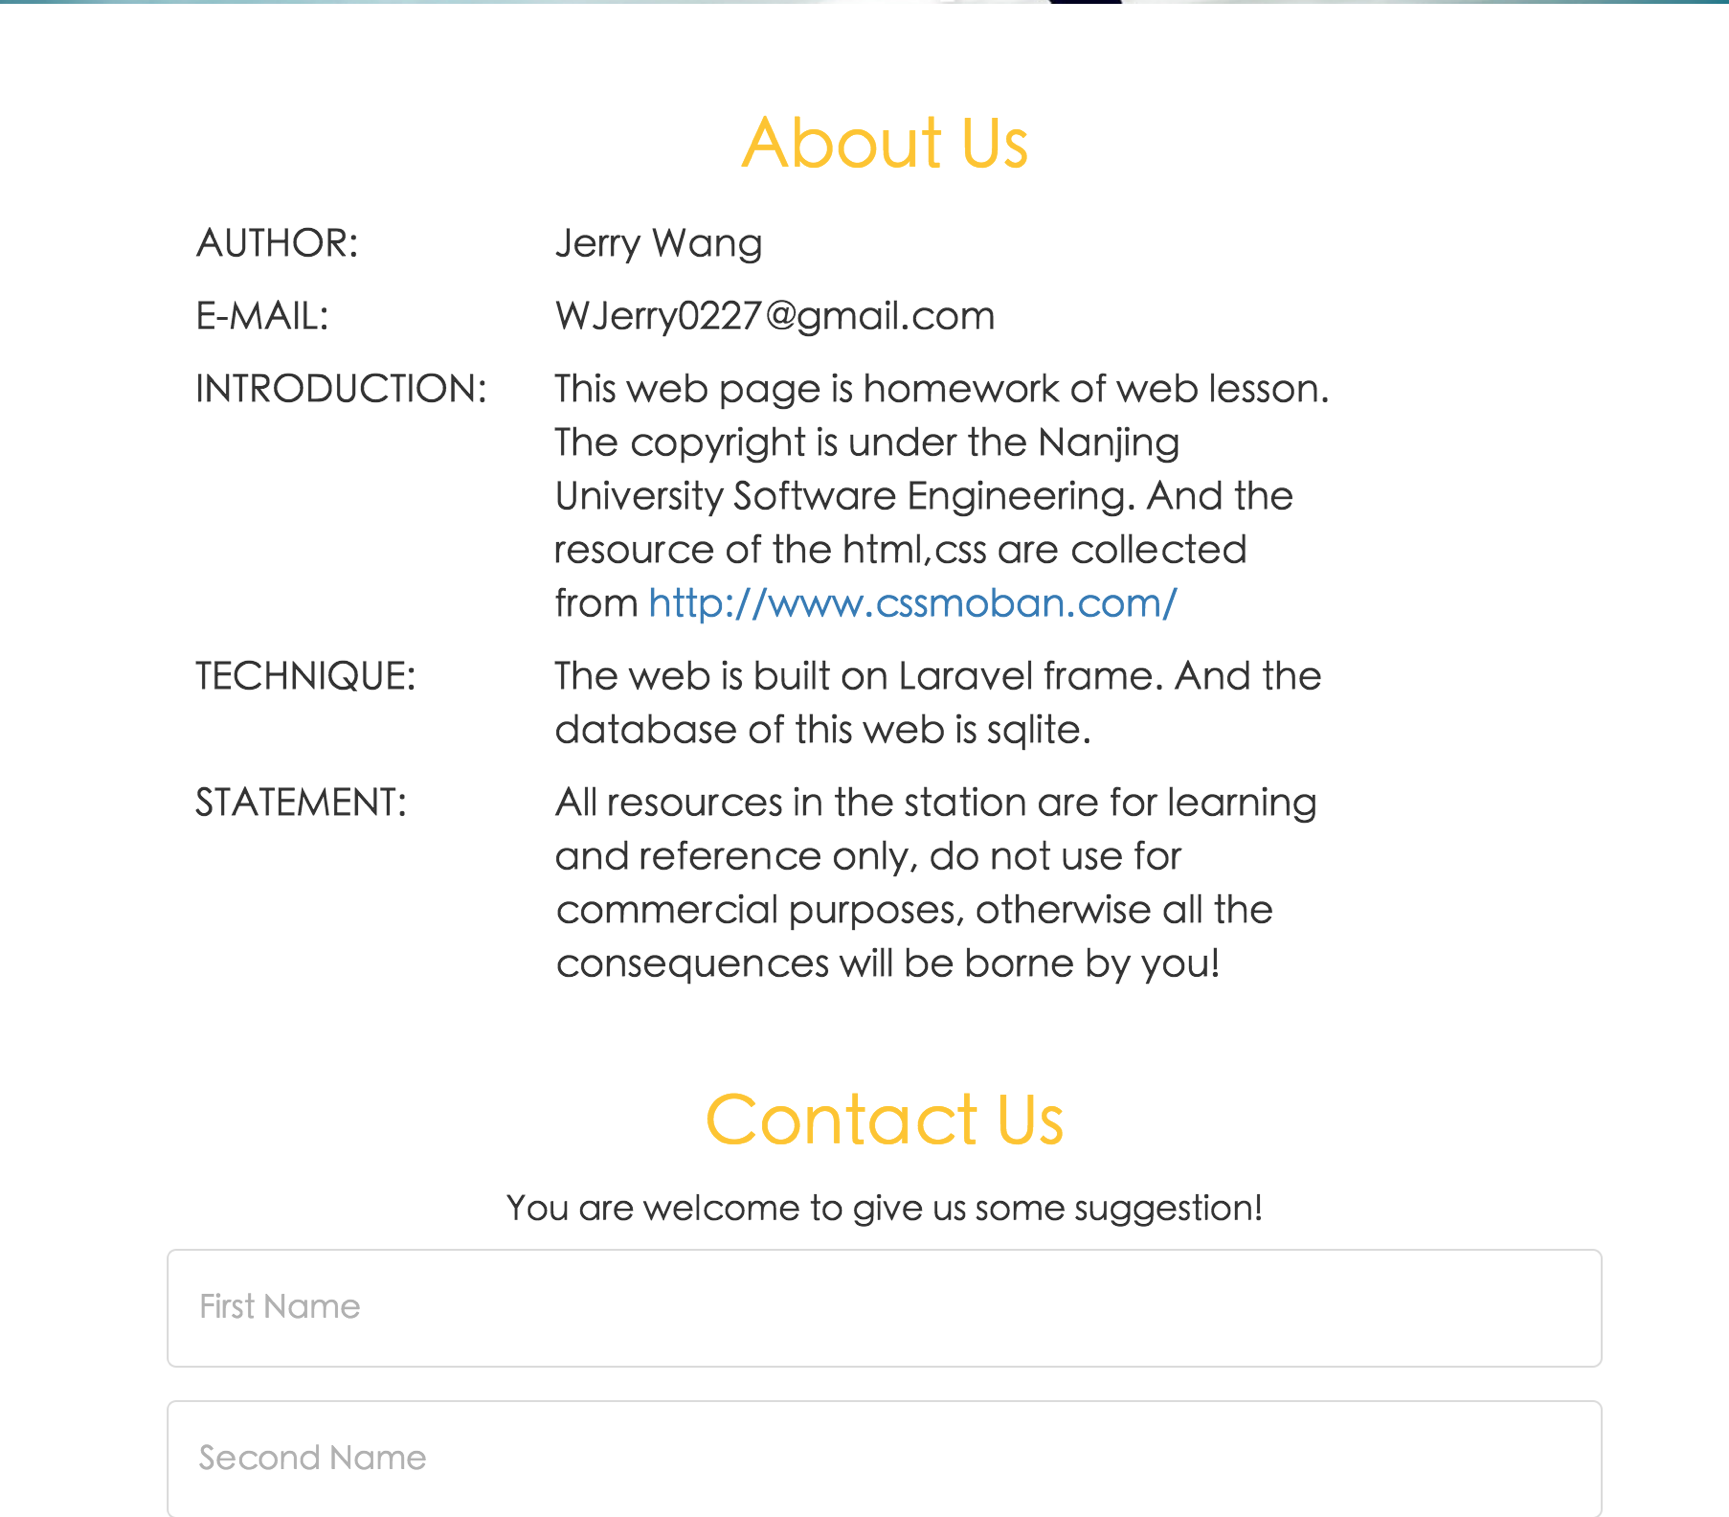 About Us
AUTHOR: Jerry Wang
E-MAIL: WJerry0227@gmail.com
INTRODUCTION: This web page is homework of web lesson.
The copyright is under the Nanjing
University Software Engineering. And the
resource of the html,css are collected
from http://www.cssmoban.com/
TECHNIQUE: The web is built on Laravel frame. And the
database of this web is sqlite.
STATEMENT: All resources in the station are for learning
and reference only, do not use for
commercial purposes, otherwise all the
consequences will be borne by you!
Contact Us
You are welcome to give us some suggestion!
First Name
Second Name